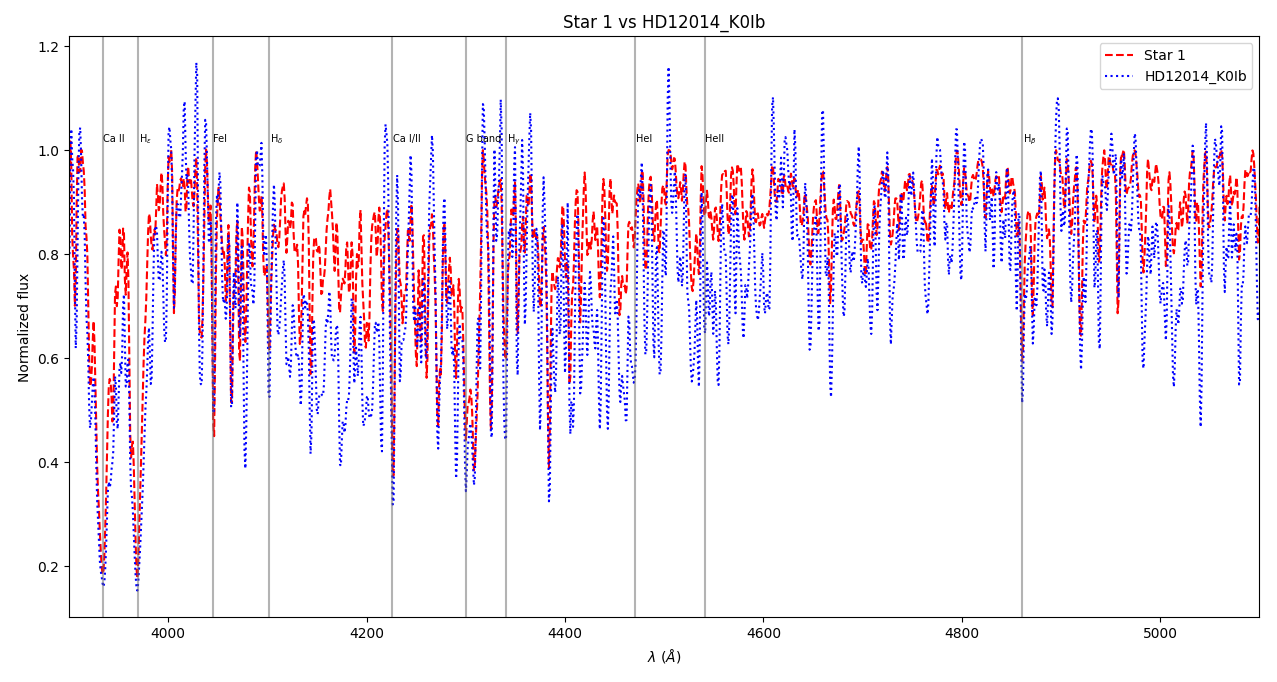 Star 1 vs HD12014_K0Ib
1.2
1.0
0.8
0.6
0.4
0.2
Normalized flux
Ca II
Hε
FeI
Hδ
Ca I/II
G band
Hγ
HeI
HeII
Hβ
Star 1
HD12014_K0Ib
4000
4200
4400
4600
4800
5000
λ (Å)